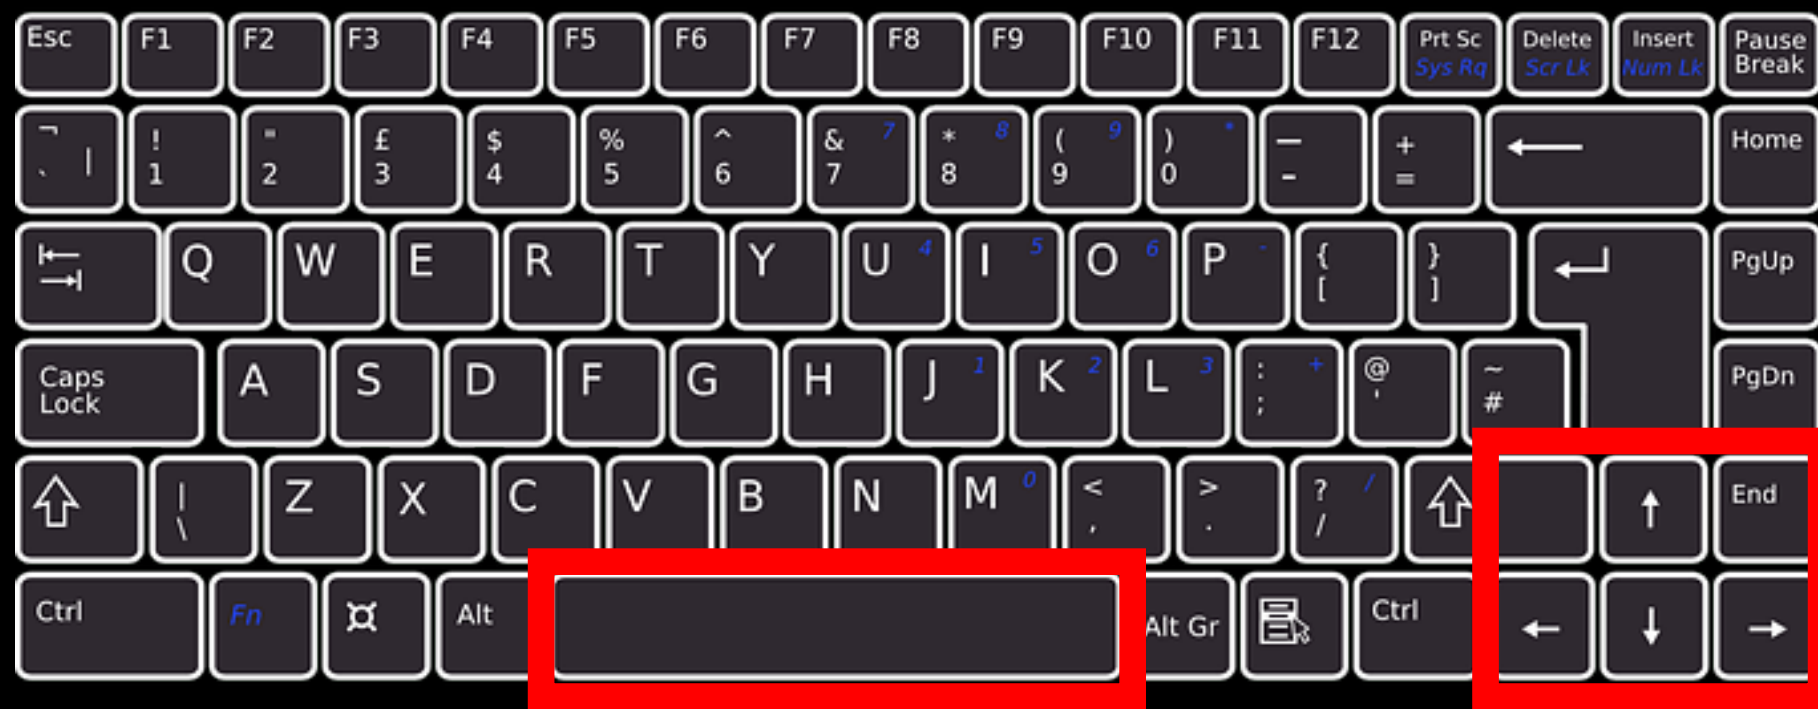 Esc F1 F2 F3 F4 F5 F6 F7 F8 F9 F10 F11 F12 Prt Sc Delete Insert Pause
Sys Rq Scr Lk Num Lk Break
¬ ! " £ $ % ^ & 7 * 8 ( 9 ) * — + Home
` | 1 2 3 4 5 6 7 8 9 0 - =
Q W E R T Y U 4 I 5 O 6 P - { } PgUp
[ ]
Caps A S D F G H J 1 K 2 L 3 : + @ ~ PgDn
Lock ; ' #
| Z X C V B N M 0 < > ? / End
\ , . /
Ctrl Fn Alt Alt Gr Ctrl